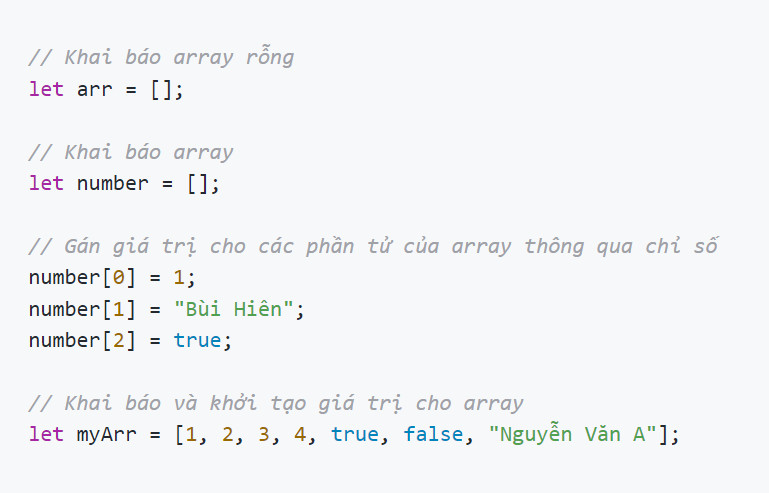 // Khai báo array rỗng
let arr = [];
// Khai báo array
let number = [];
// Gán giá trị cho các phần tử của array thông qua chỉ số
number[0] = 1;
number[1] = "Bùi Hiên";
number[2] = true;
// Khai báo và khởi tạo giá trị cho array
let myArr = [1, 2, 3, 4, true, false, "Nguyễn Văn A"];